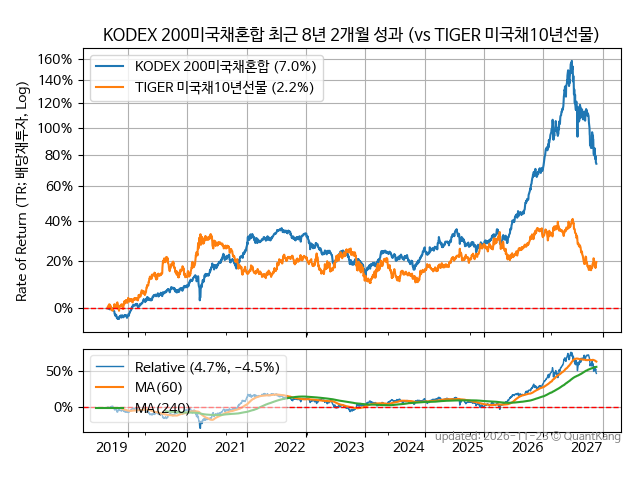 KODEX 200미국채혼합 최근 8년 2개월 성과 (vs TIGER 미국채10년선물)
Rate of Return (TR: 배당재투자, Log)
160%
140%
120%
100%
80%
60%
40%
20%
0%
KODEX 200미국채혼합 (7.0%)
TIGER 미국채10년선물 (2.2%)
50%
0%
Relative (4.7%, -4.5%)
MA(60)
MA(240)
2019 2020 2021 2022 2023 2024 2025 2026 2027
updated: 2026-11-23 © QuantKang